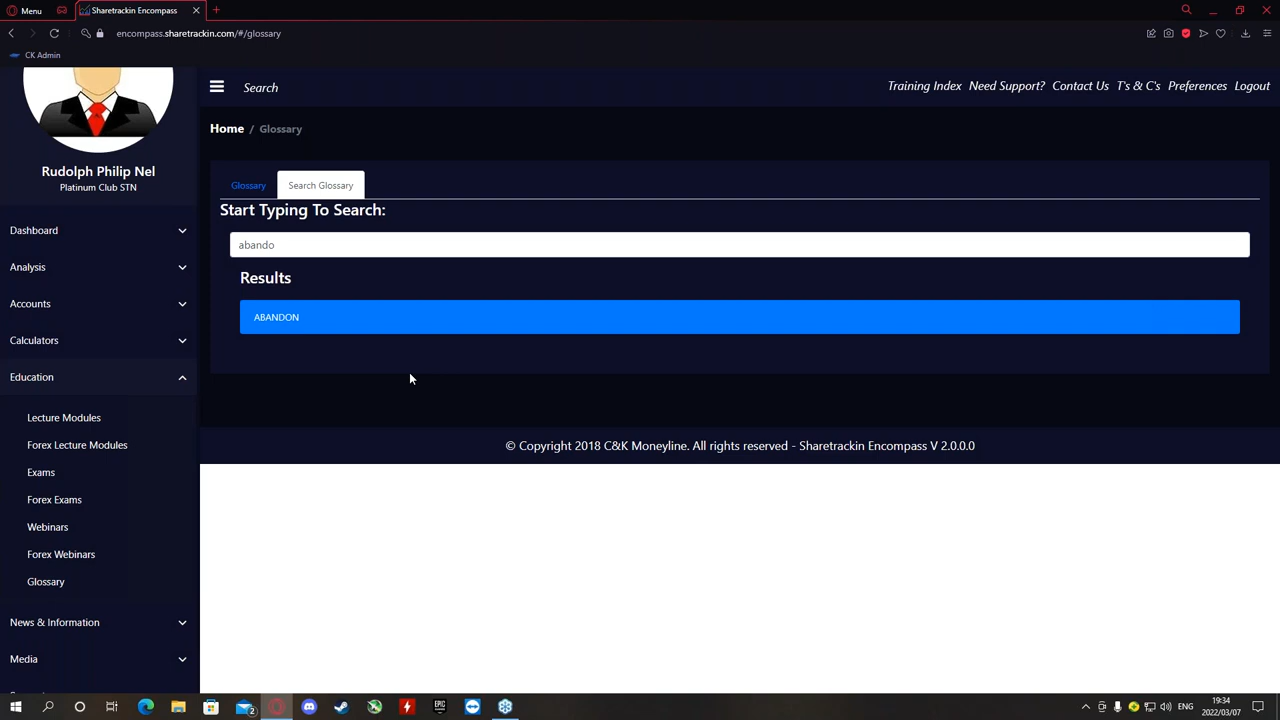 Menu
Sharetrackin Encompass
encompass.sharetrackin.com/#/glossary
CK Admin
Search
Training Index Need Support? Contact Us T's & C's Preferences Logout
Home / Glossary
Rudolph Philip Nel
Platinum Club STN
Glossary
Search Glossary
Start Typing To Search:
abando
Results
ABANDON
Dashboard
Analysis
Accounts
Calculators
Education
Lecture Modules
Forex Lecture Modules
Exams
Forex Exams
Webinars
Forex Webinars
Glossary
News & Information
Media
© Copyright 2018 C&K Moneyline. All rights reserved - Sharetrackin Encompass V 2.0.0.0
2
EPIC
ENG
19:34
2022/03/07